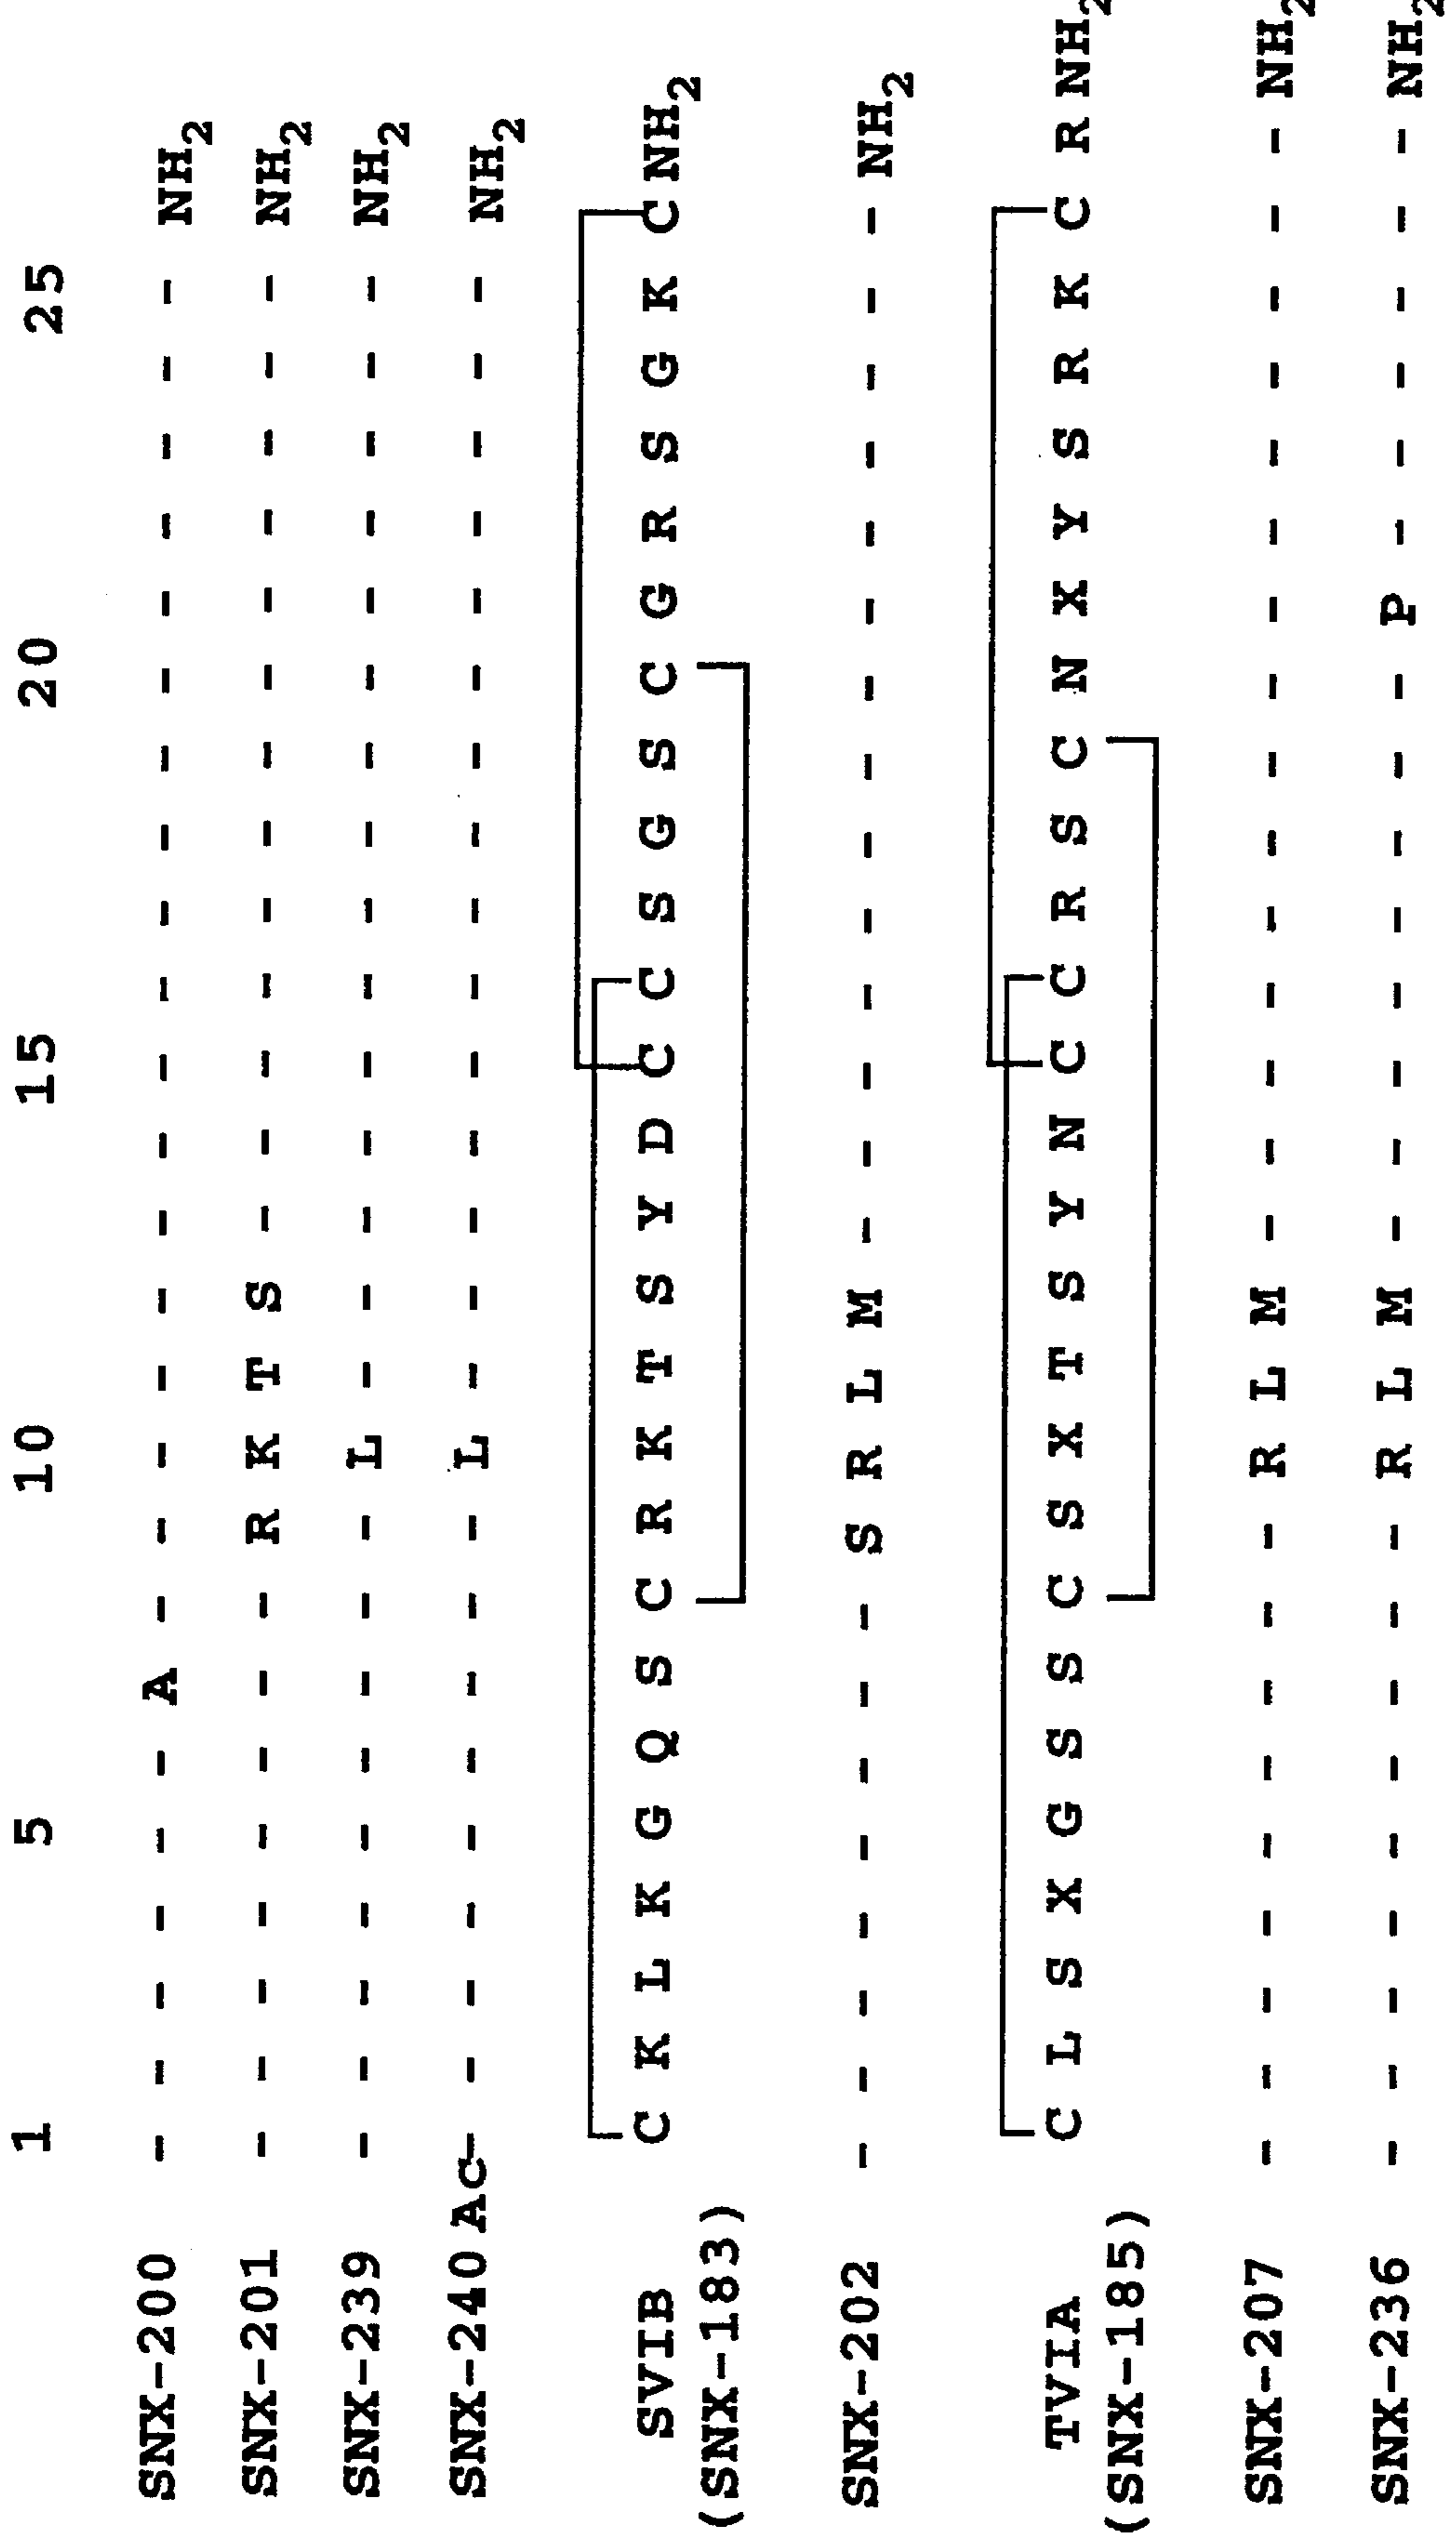 1 5 10 15 20 25
SNX-200 - - - - - - A - - - - - - - - - - - - - - - - - - NH2
SNX-201 - - - - - - - - R K T S - - - - - - - - - - - - - NH2
SNX-239 - - - - - - - - - L - - - - - - - - - - - - - - - NH2
SNX-240 Ac- - - - - - - - - L - - - - - - - - - - - - - - - NH2
SVIB C K L K G Q S C R K T S Y D C C S G S C G R S G K C NH2
(SNX-183)
SNX-202 - - - - - - - - S R L M - - - - - - - - - - - - - - NH2
TVIA C L S X G S S C S X T S Y N C C R S C N X Y S R K C R NH2
(SNX-185)
SNX-207 - - - - - - - - - R L M - - - - - - - - - - - - - - - NH2
SNX-236 - - - - - - - - - R L M - - - - - - - - P - - - - - - NH2